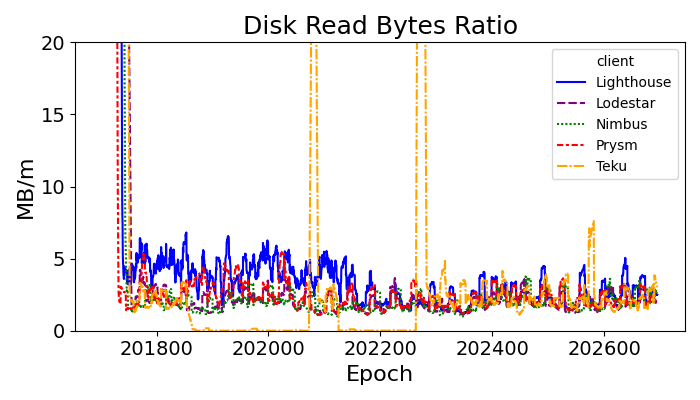 Disk Read Bytes Ratio
MB/m
20
15
10
5
0
client
Lighthouse
Lodestar
Nimbus
Prysm
Teku
201800
202000
202200
202400
202600
Epoch